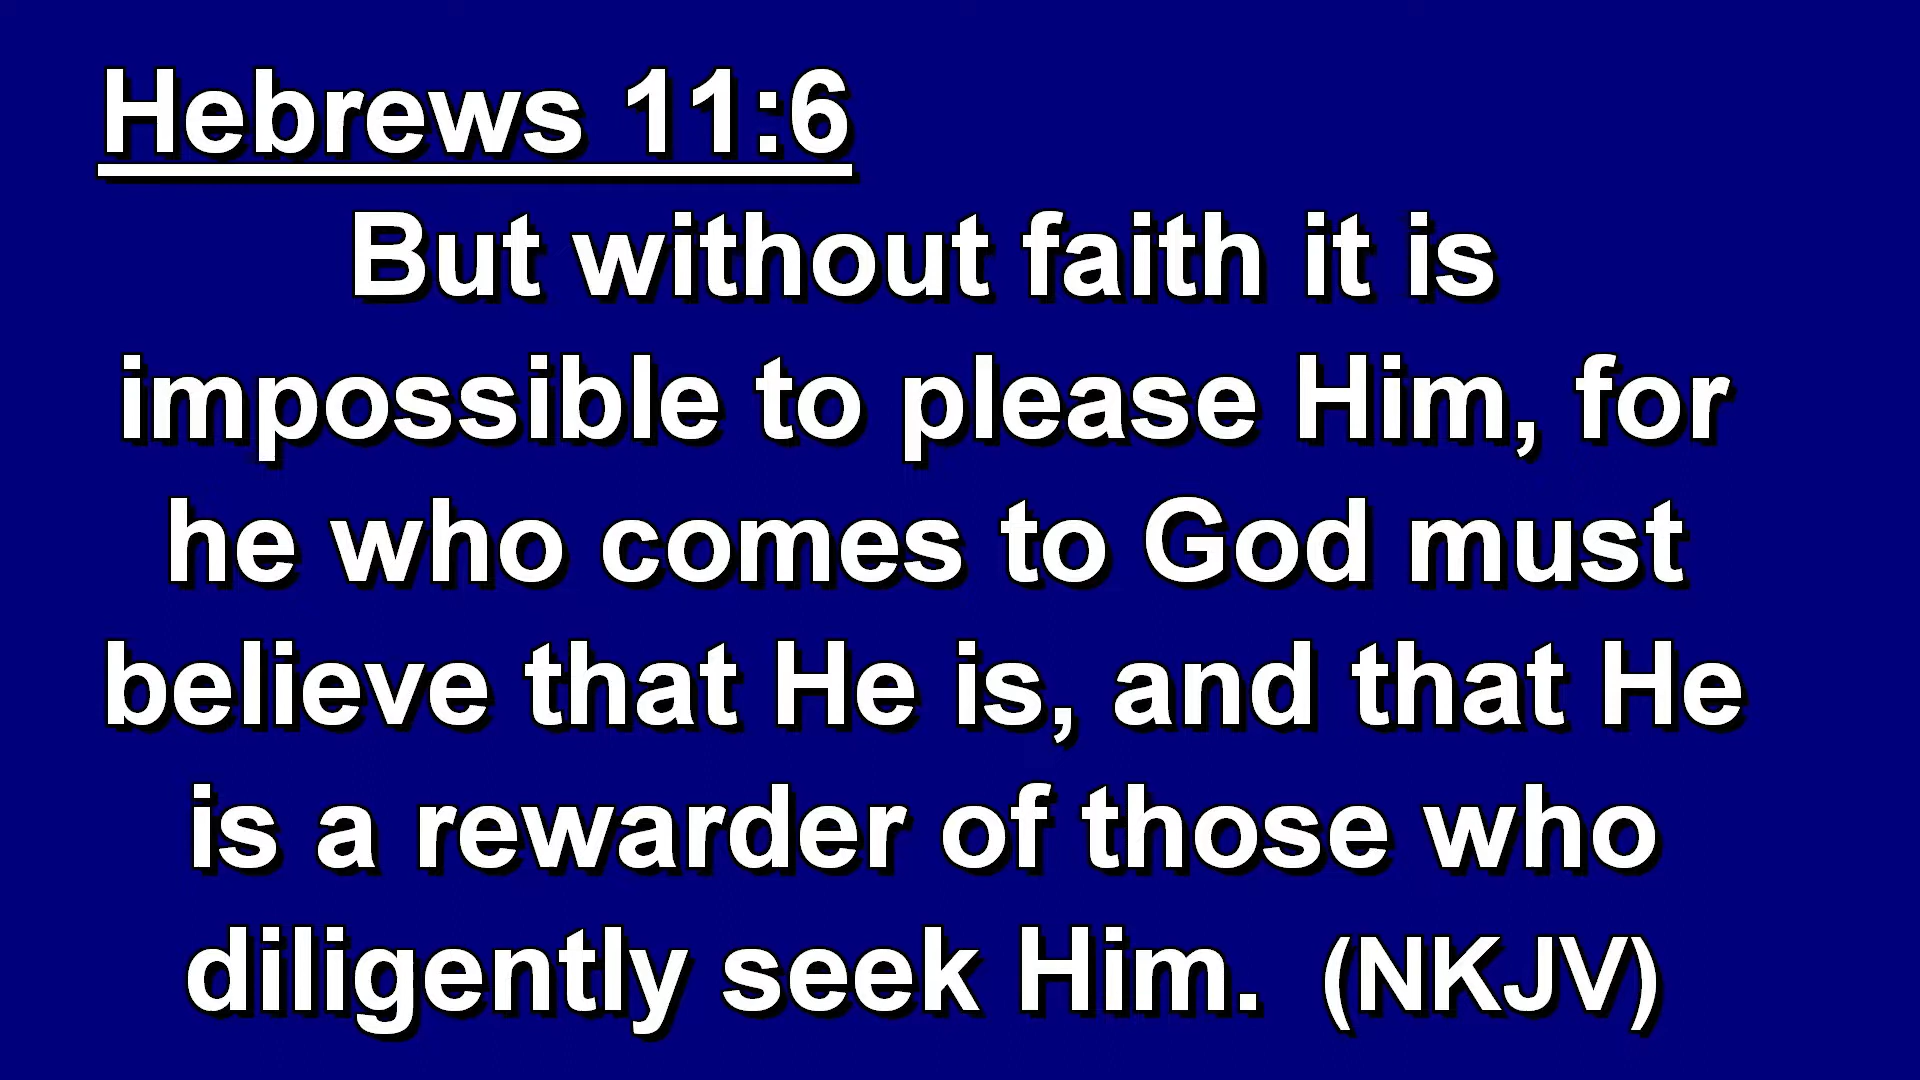 Hebrews 11:6
But without faith it is
impossible to please Him, for
he who comes to God must
believe that He is, and that He
is a rewarder of those who
diligently seek Him. (NKJV)